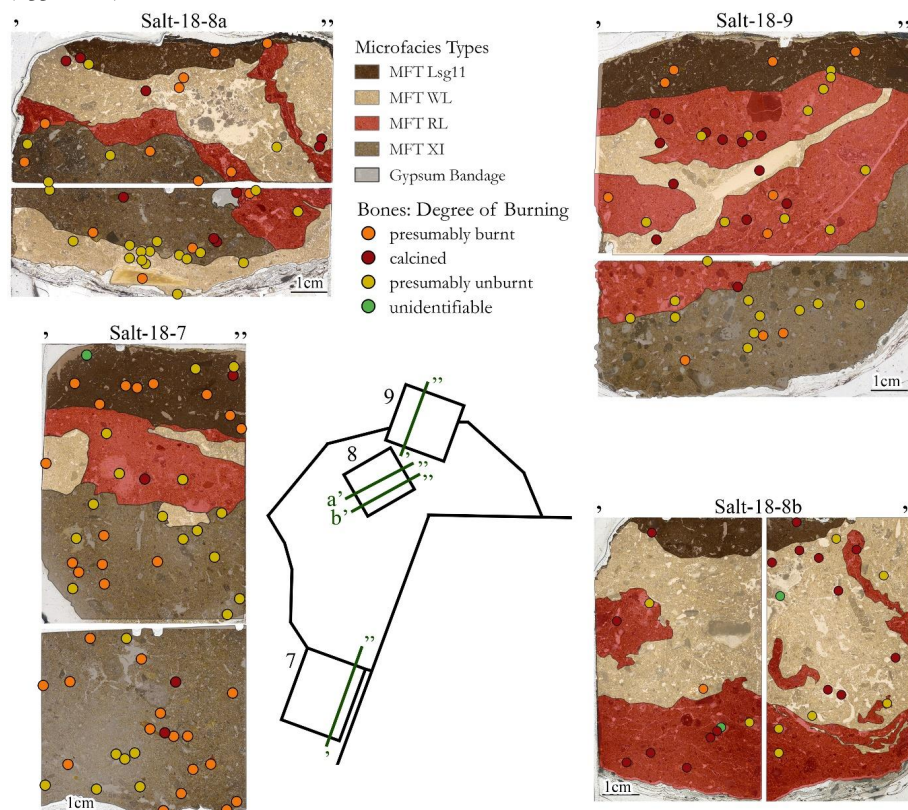 ’ Salt-18-8a ”
1cm
Microfacies Types
MFT Lsg11
MFT WL
MFT RL
MFT XI
Gypsum Bandage
Bones: Degree of Burning
presumably burnt
calcined
presumably unburnt
unidentifiable
’ Salt-18-9 ”
1cm
’ Salt-18-7 ”
1cm
9 ”
’
8 ”
a’ ”
b’
7 ”
’
’ Salt-18-8b ”
1cm